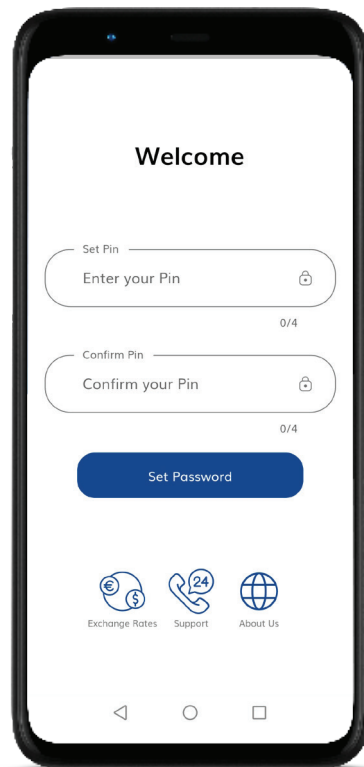 Welcome
Set Pin
Enter your Pin
0/4
Confirm Pin
Confirm your Pin
0/4
Set Password
€ $ 24
Exchange Rates Support About Us